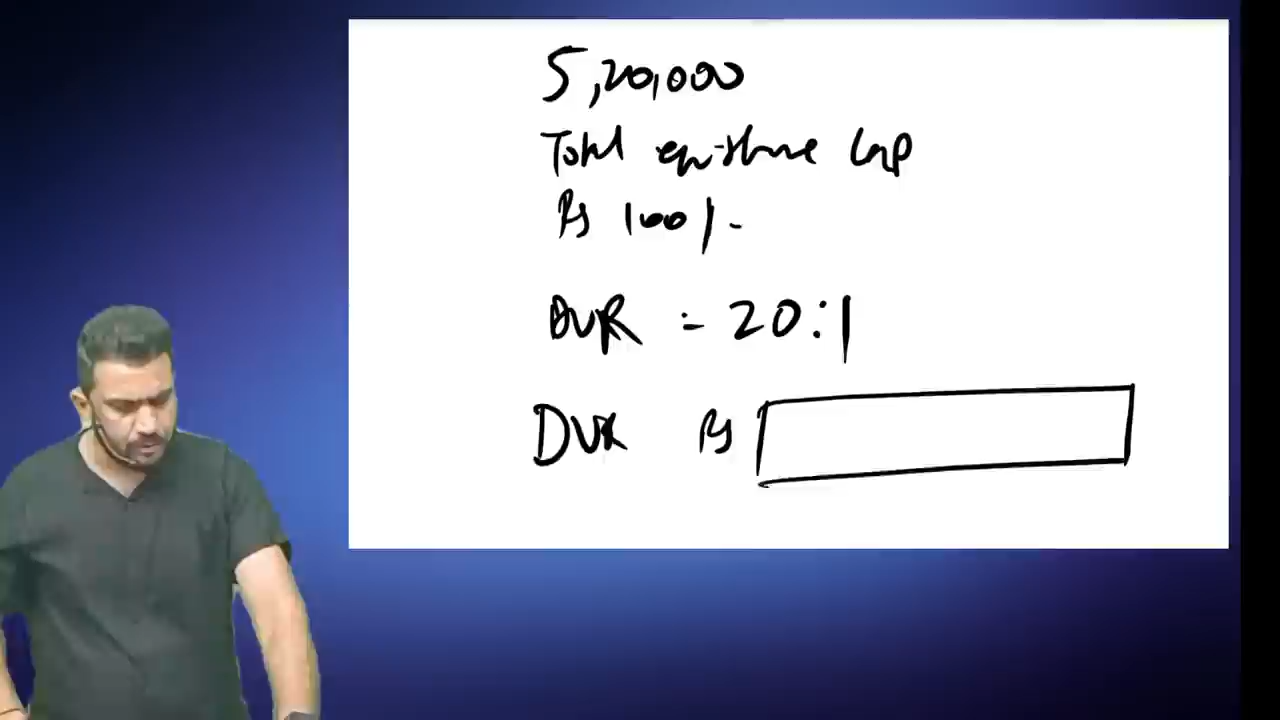 5,20,000
Total eq. share Cap
Rs 100/-
DVR = 20:1
DVR Rs